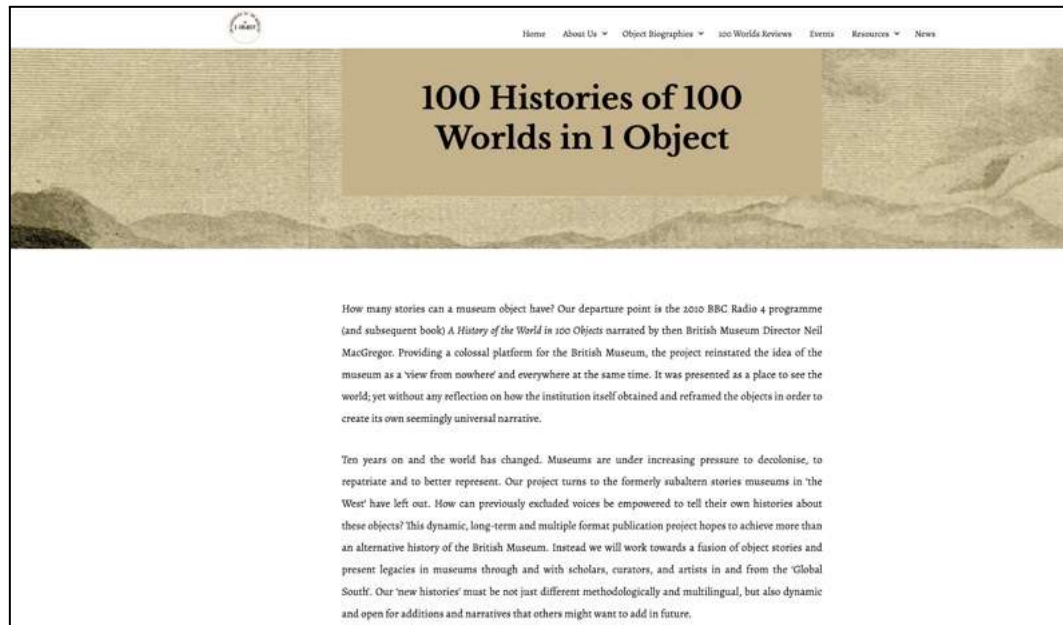 1 OBJECT
Home About Us Object Biographies 100 Worlds Reviews Events Resources News
100 Histories of 100
Worlds in 1 Object
How many stories can a museum object have? Our departure point is the 2010 BBC Radio 4 programme
(and subsequent book) A History of the World in 100 Objects narrated by then British Museum Director Neil
MacGregor. Providing a colossal platform for the British Museum, the project reinstated the idea of the
museum as a 'view from nowhere' and everywhere at the same time. It was presented as a place to see the
world; yet without any reflection on how the institution itself obtained and reframed the objects in order to
create its own seemingly universal narrative.
Ten years on and the world has changed. Museums are under increasing pressure to decolonise, to
repatriate and to better represent. Our project turns to the formerly subaltern stories museums in 'the
West' have left out. How can previously excluded voices be empowered to tell their own histories about
these objects? This dynamic, long-term and multiple format publication project hopes to achieve more than
an alternative history of the British Museum. Instead we will work towards a fusion of object stories and
present legacies in museums through and with scholars, curators, and artists in and from the 'Global
South'. Our 'new histories' must be not just different methodologically and multilingual, but also dynamic
and open for additions and narratives that others might want to add in future.